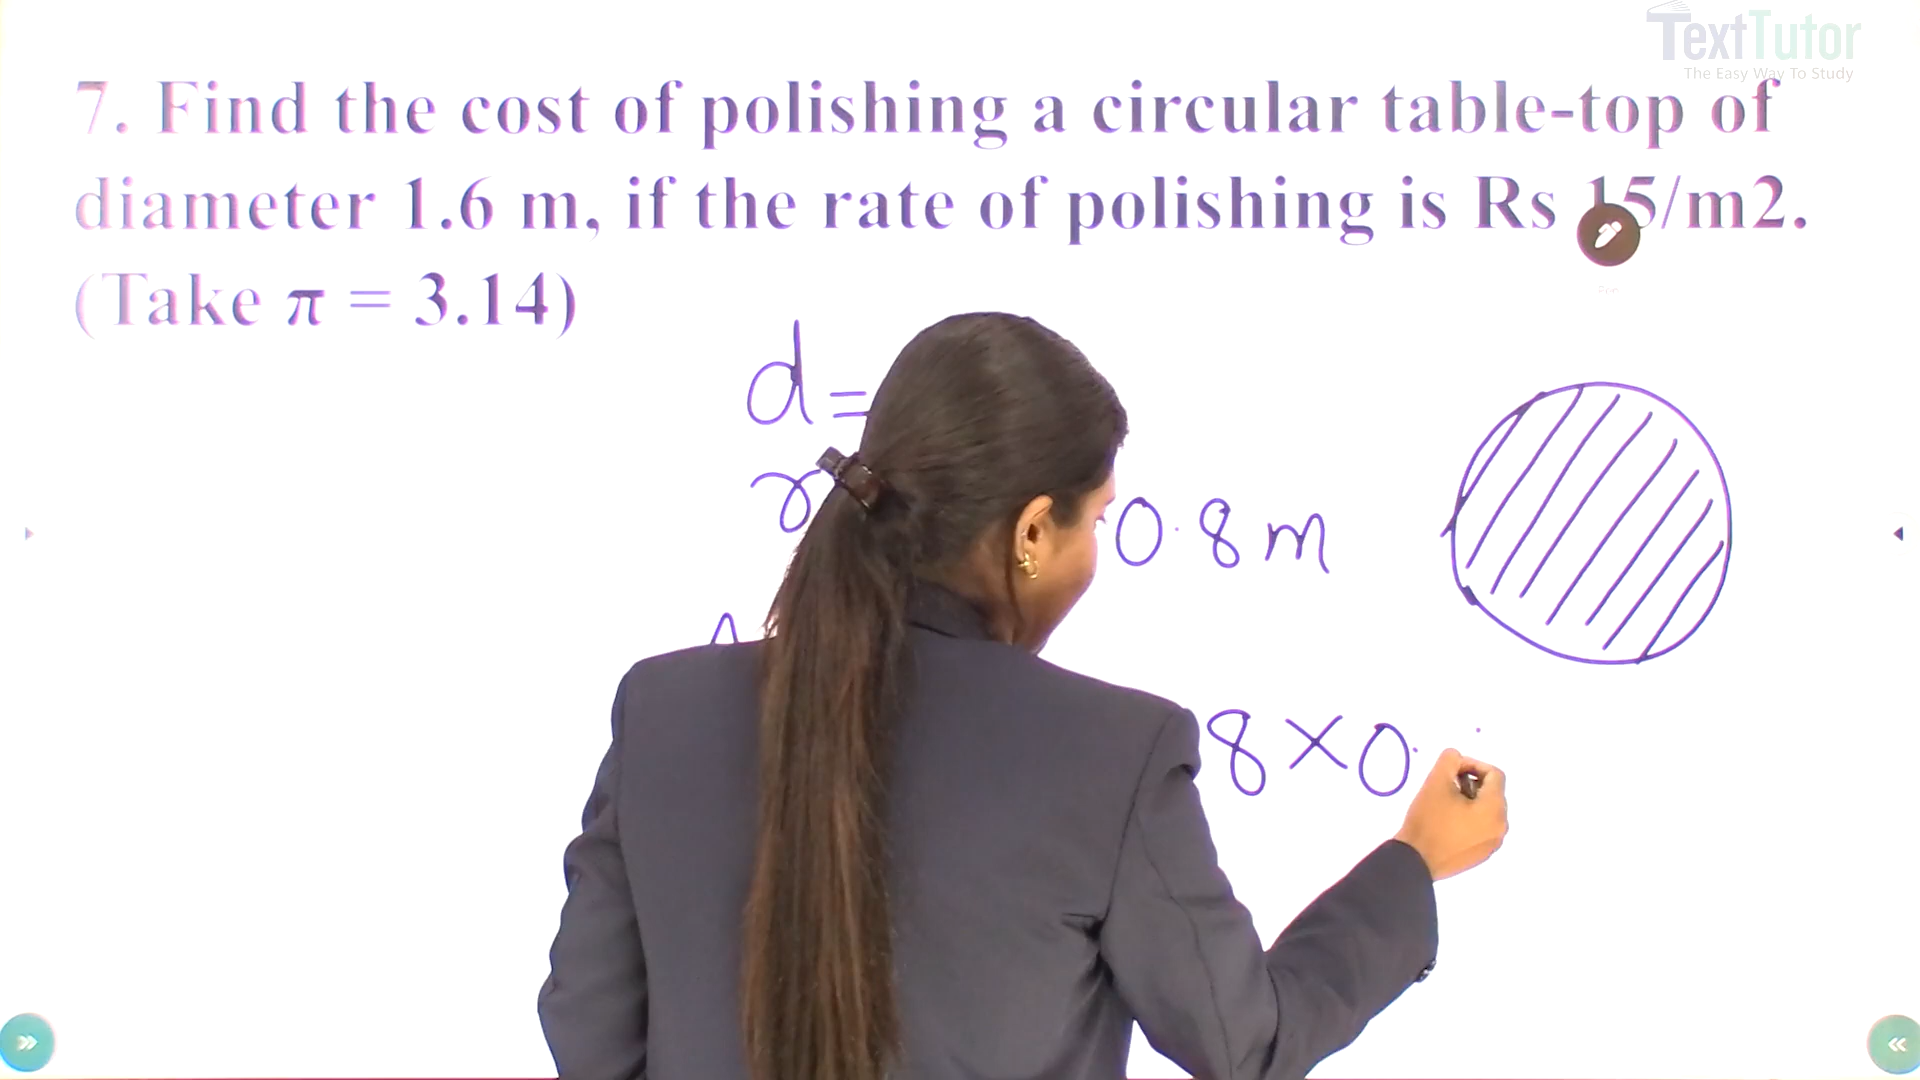 TextTutor
The Easy Way To Study
7. Find the cost of polishing a circular table-top of
diameter 1.6 m, if the rate of polishing is Rs 15/m2.
(Take π = 3.14)
d =
r
0.8 m
8 × 0.